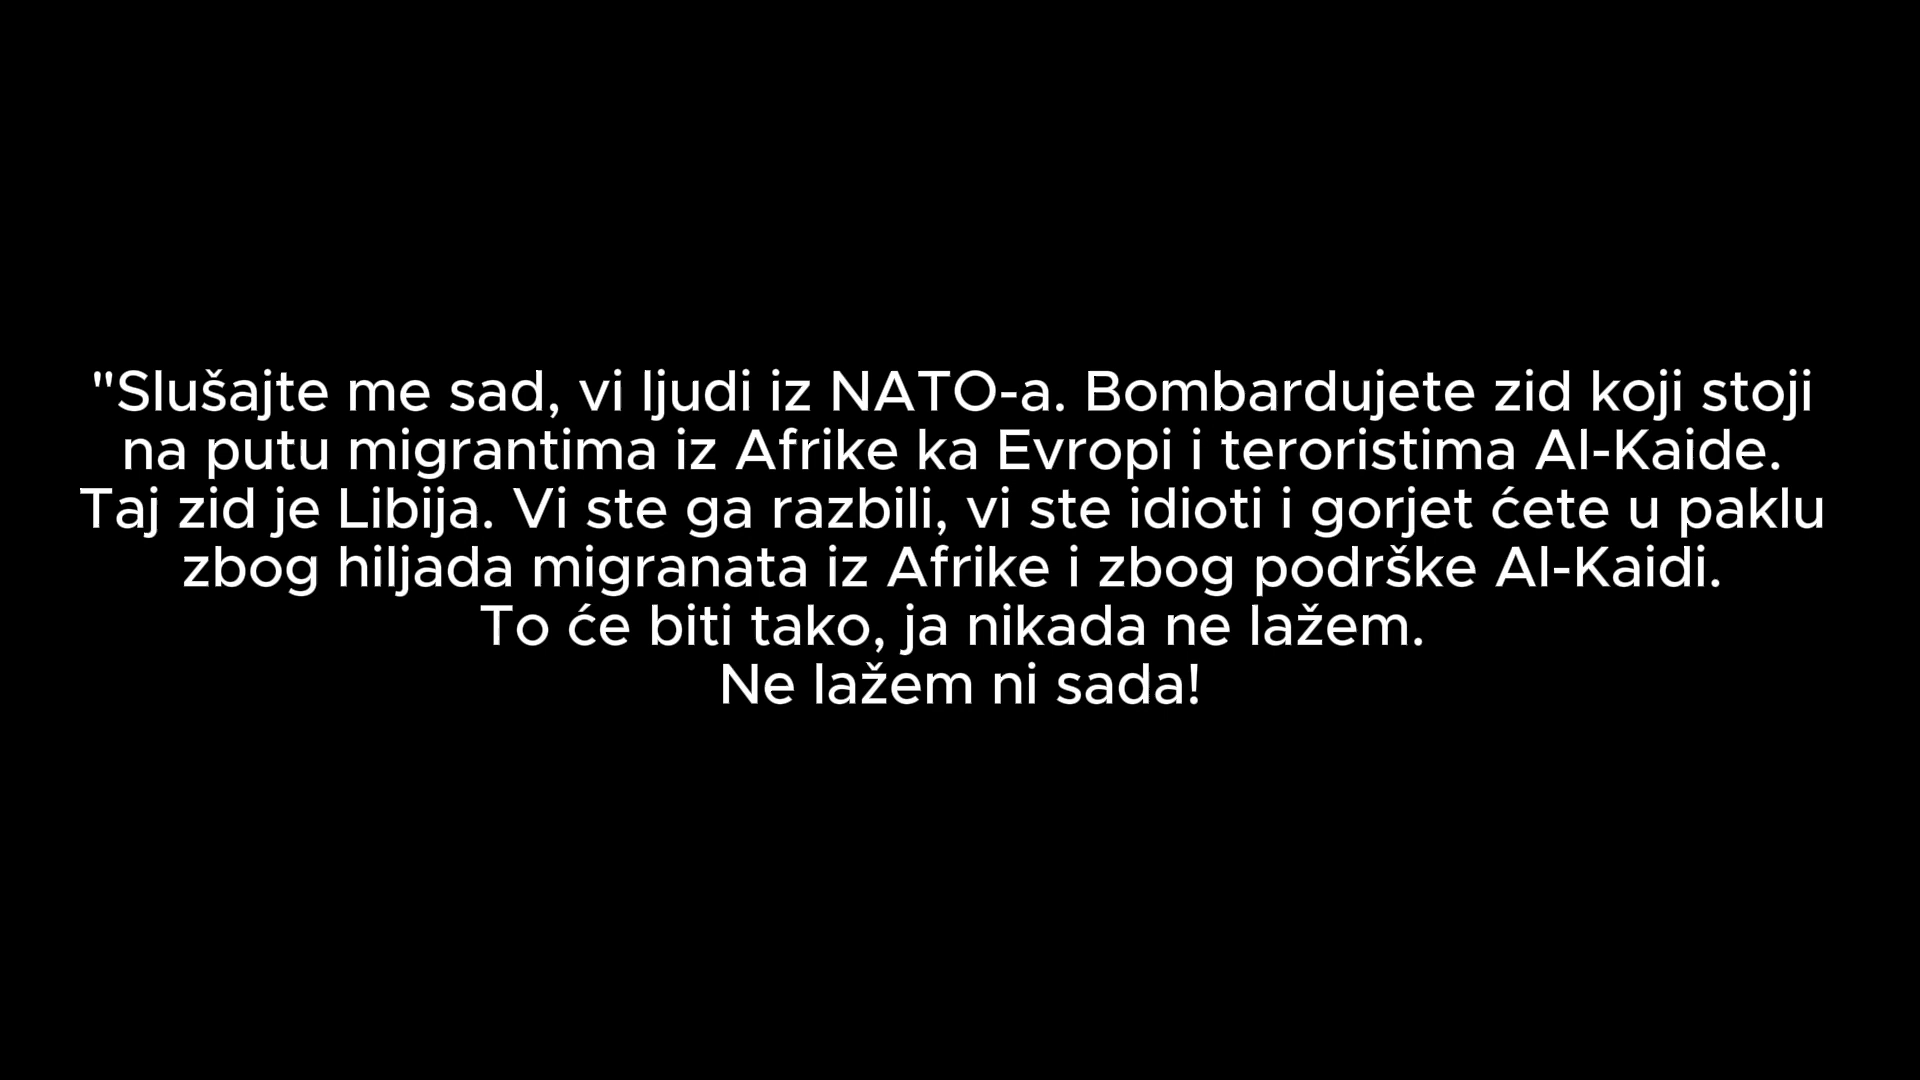 "Slušajte me sad, vi ljudi iz NATO-a. Bombardujete zid koji stoji
na putu migrantima iz Afrike ka Evropi i teroristima Al-Kaide.
Taj zid je Libija. Vi ste ga razbili, vi ste idioti i gorjet ćete u paklu
zbog hiljada migranata iz Afrike i zbog podrške Al-Kaidi.
To će biti tako, ja nikada ne lažem.
Ne lažem ni sada!